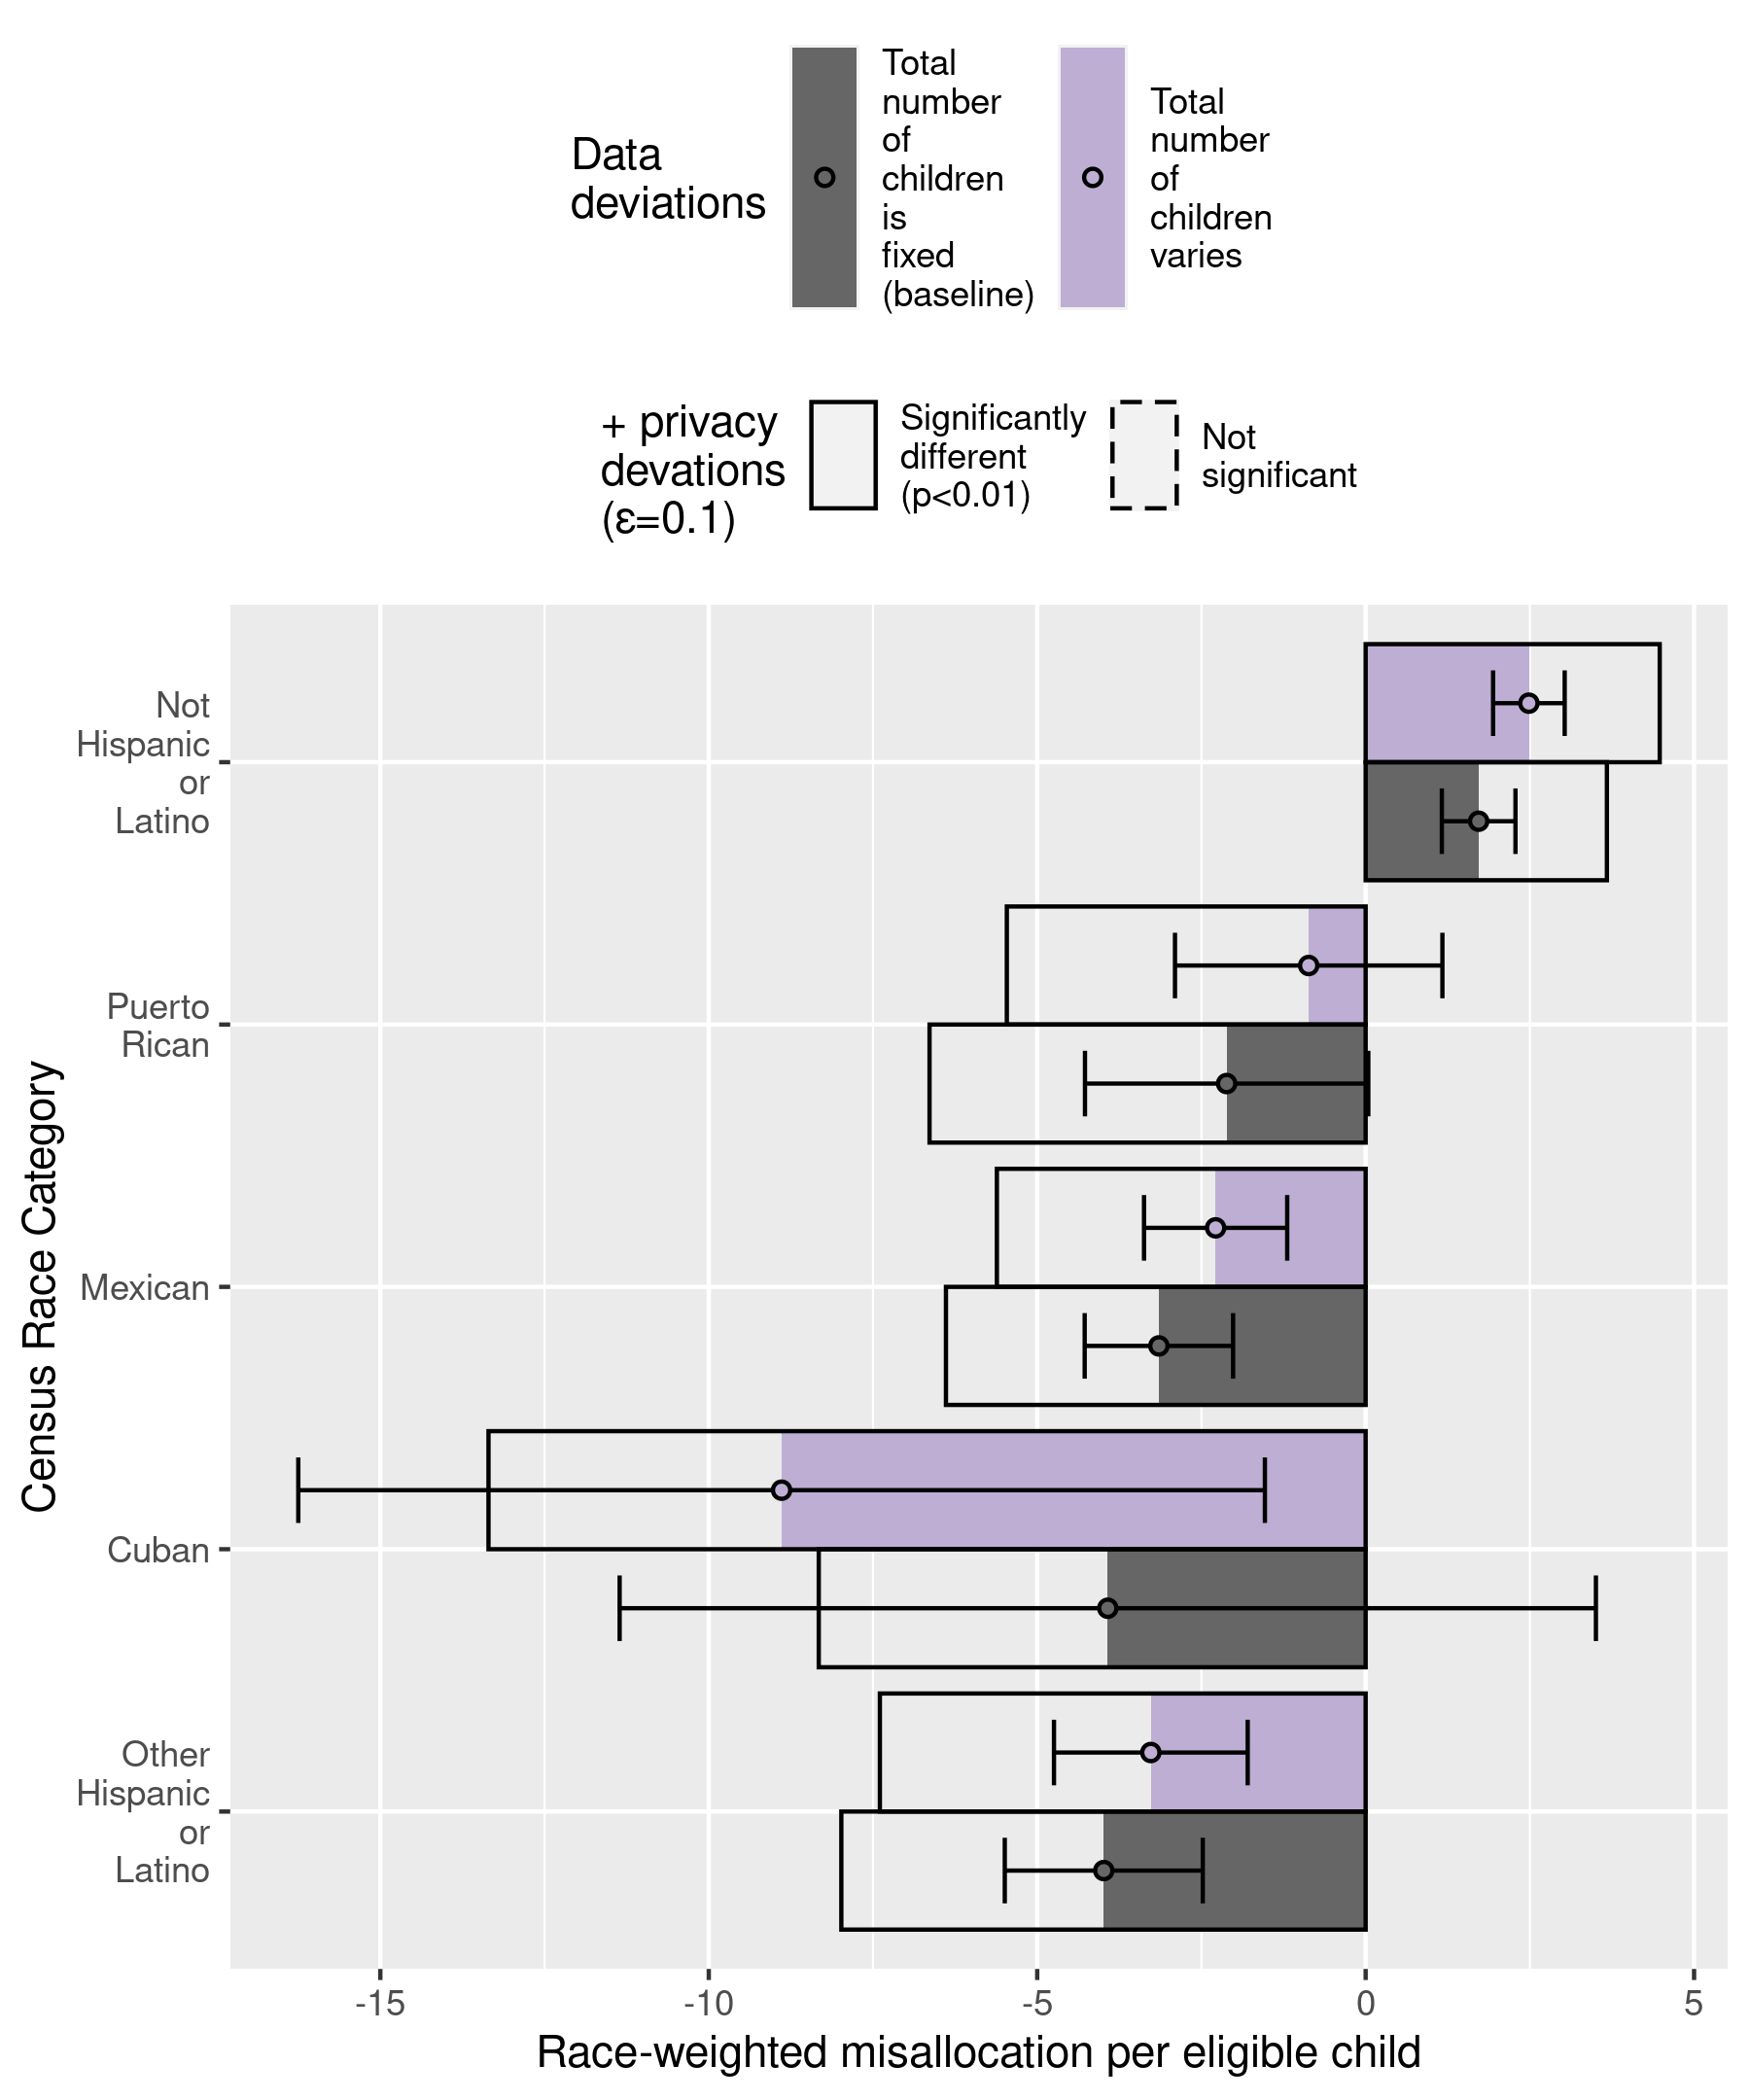 Data
deviations
Total
number
of
children
is
fixed
(baseline)
Total
number
of
children
varies
+ privacy
devations
(ε=0.1)
Significantly
different
(p<0.01)
Not
significant
Census Race Category
Not
Hispanic
or
Latino
Puerto
Rican
Mexican
Cuban
Other
Hispanic
or
Latino
-15
-10
-5
0
5
Race-weighted misallocation per eligible child